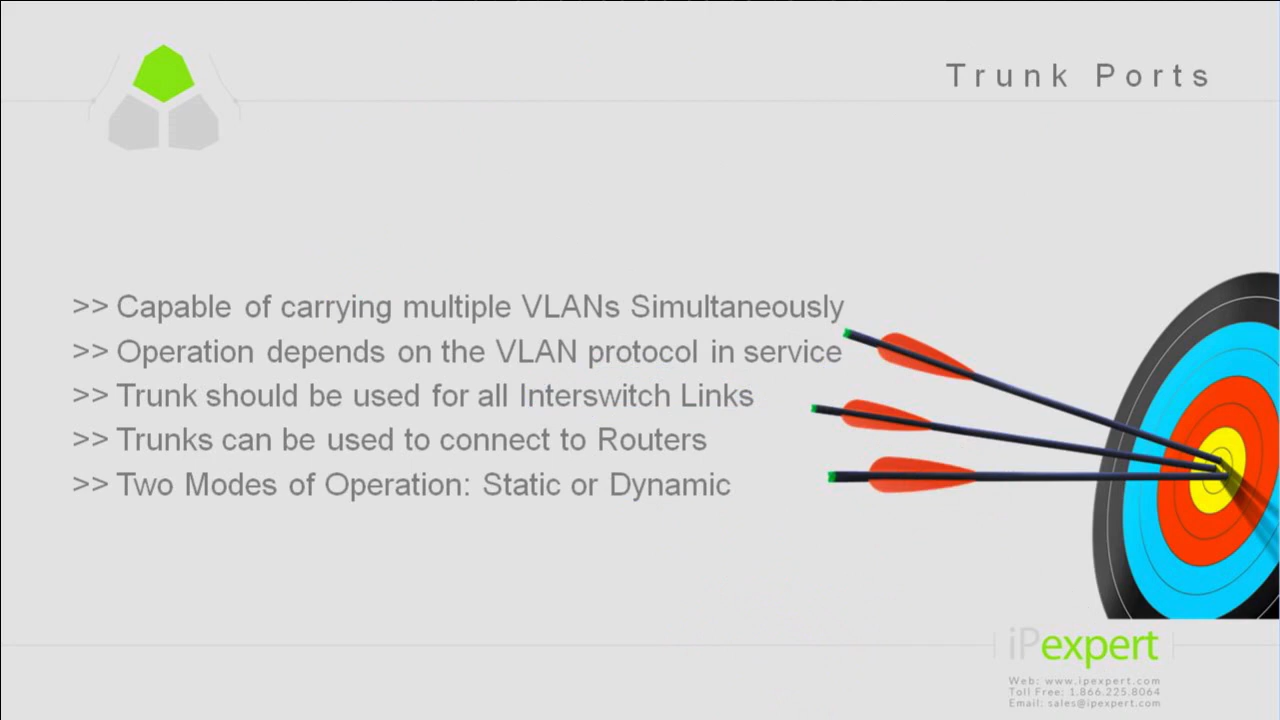 Trunk Ports
>> Capable of carrying multiple VLANs Simultaneously
>> Operation depends on the VLAN protocol in service
>> Trunk should be used for all Interswitch Links
>> Trunks can be used to connect to Routers
>> Two Modes of Operation: Static or Dynamic
iPexpert
Web: www.ipexpert.com
Toll Free: 1.866.225.8064
Email: sales@ipexpert.com